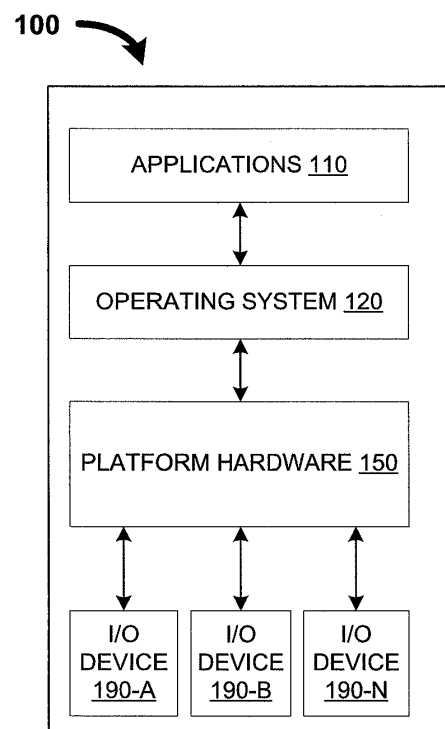 100
APPLICATIONS 110
OPERATING SYSTEM 120
PLATFORM HARDWARE 150
I/O DEVICE 190-A
I/O DEVICE 190-B
I/O DEVICE 190-N